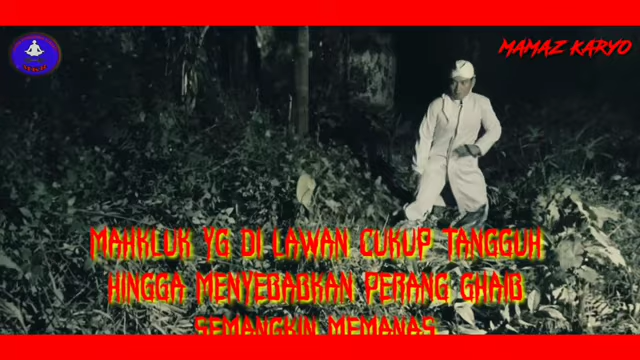 MAMAZ KARYO
MAHKLUK YG DI LAWAN CUKUP TANGGUH
HINGGA MENYEBABKAN PERANG GHAIB
SEMANGKIN MEMANAS